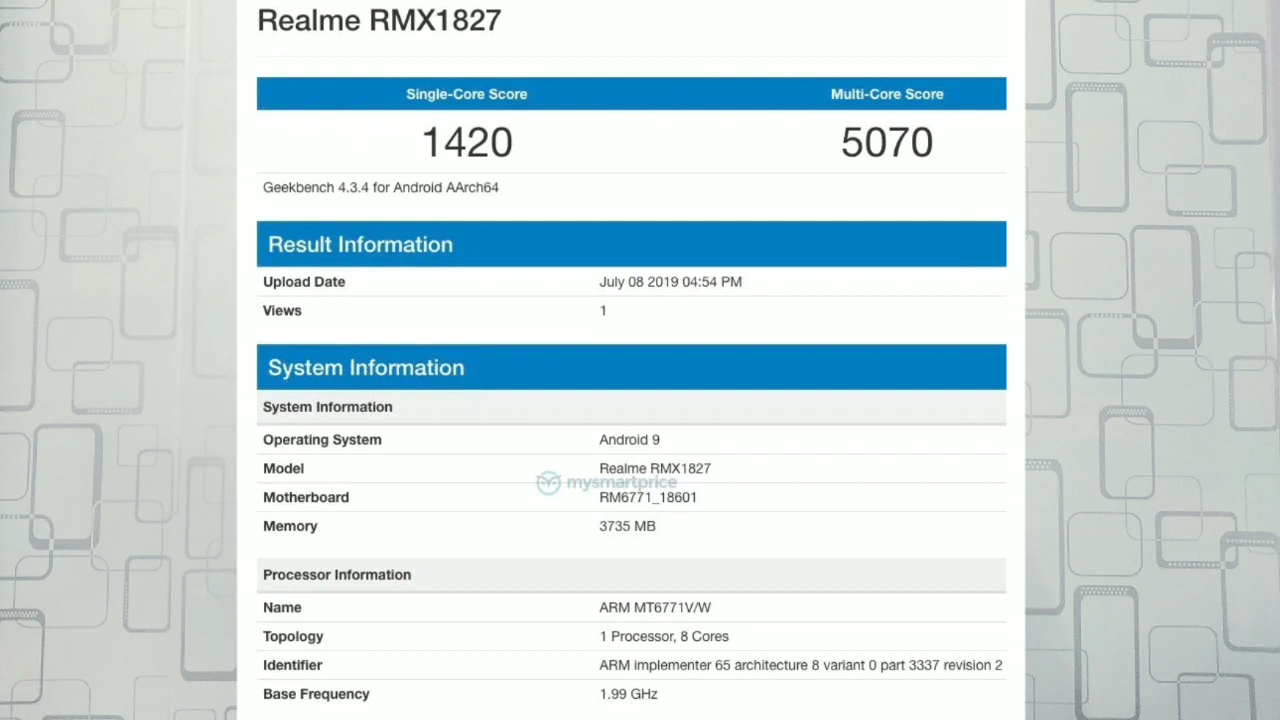 Realme RMX1827
Single-Core Score Multi-Core Score
1420 5070
Geekbench 4.3.4 for Android AArch64
Result Information
Upload Date July 08 2019 04:54 PM
Views 1
System Information
System Information
Operating System Android 9
Model Realme RMX1827
mysmartprice
Motherboard RM6771_18601
Memory 3735 MB
Processor Information
Name ARM MT6771V/W
Topology 1 Processor, 8 Cores
Identifier ARM implementer 65 architecture 8 variant 0 part 3337 revision 2
Base Frequency 1.99 GHz